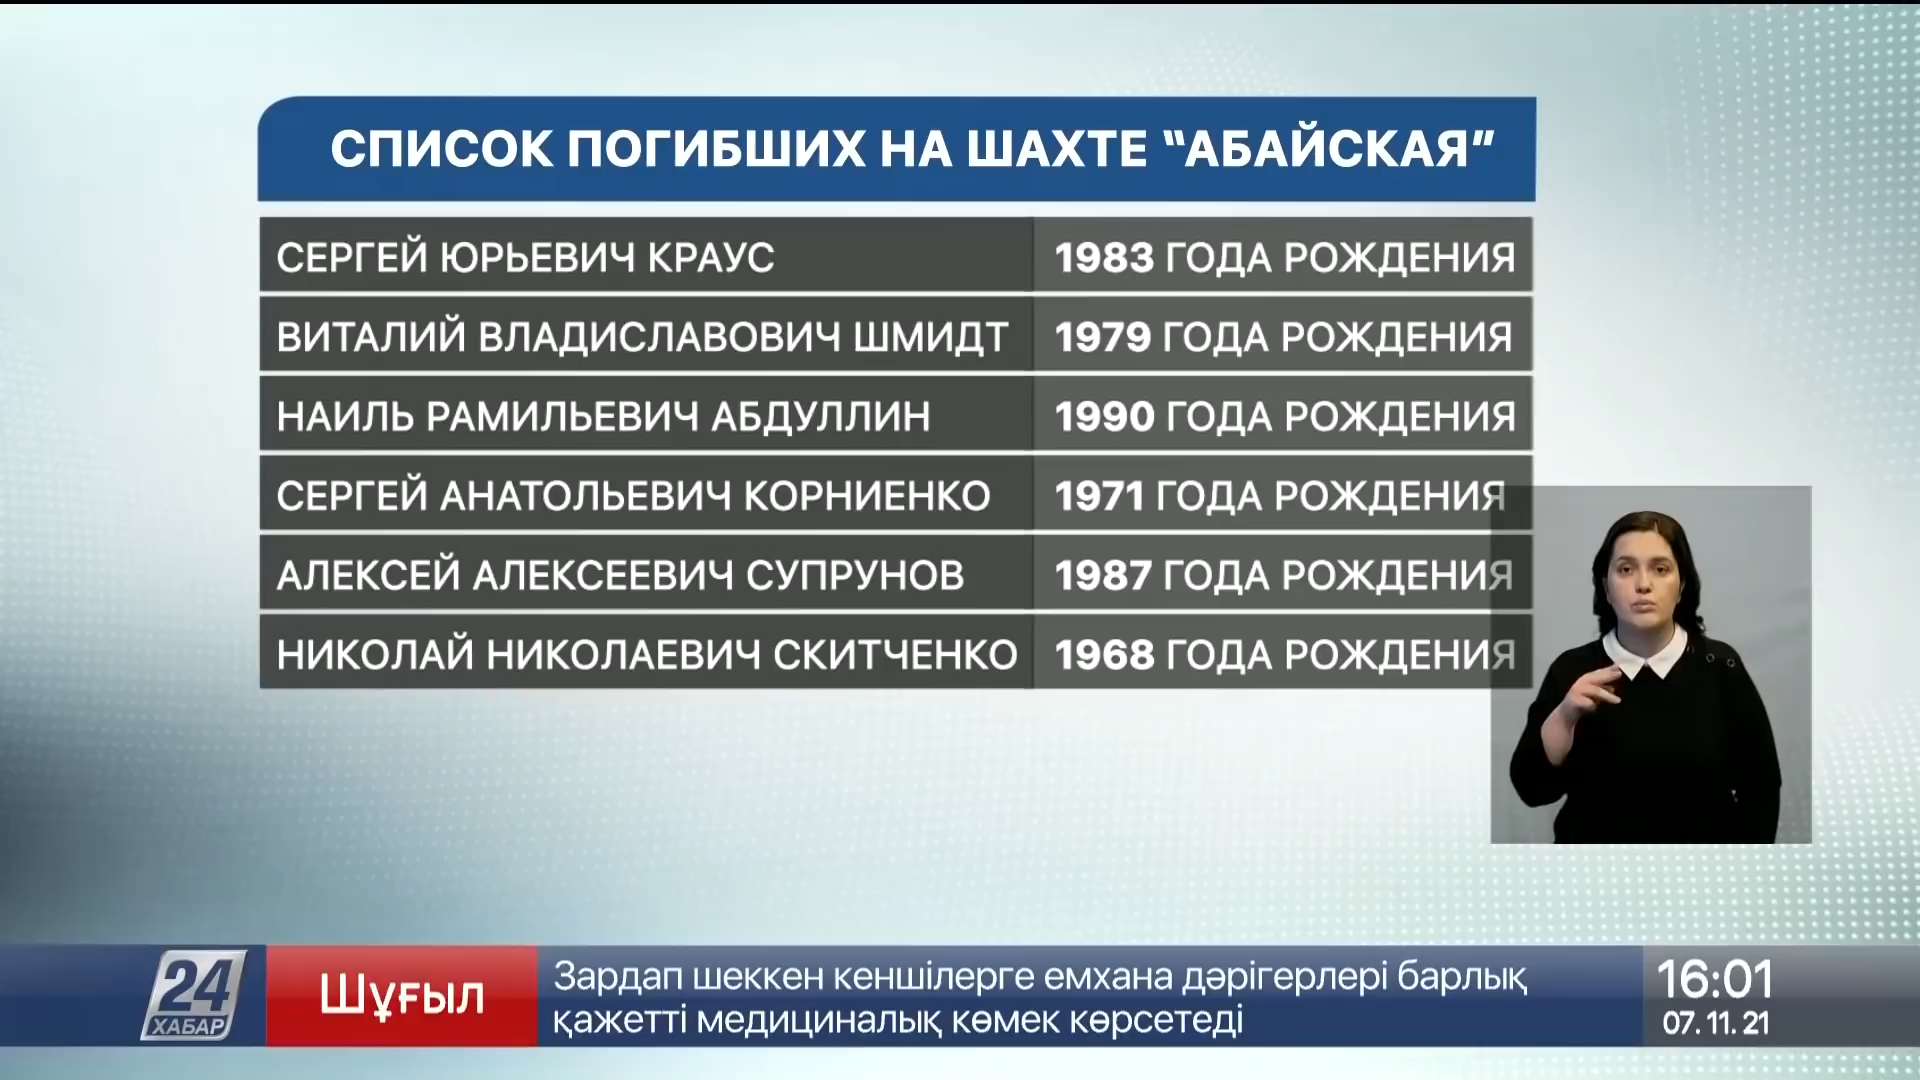 СПИСОК ПОГИБШИХ НА ШАХТЕ “АБАЙСКАЯ”
СЕРГЕЙ ЮРЬЕВИЧ КРАУС 1983 ГОДА РОЖДЕНИЯ
ВИТАЛИЙ ВЛАДИСЛАВОВИЧ ШМИДТ 1979 ГОДА РОЖДЕНИЯ
НАИЛЬ РАМИЛЬЕВИЧ АБДУЛЛИН 1990 ГОДА РОЖДЕНИЯ
СЕРГЕЙ АНАТОЛЬЕВИЧ КОРНИЕНКО 1971 ГОДА РОЖДЕНИЯ
АЛЕКСЕЙ АЛЕКСЕЕВИЧ СУПРУНОВ 1987 ГОДА РОЖДЕНИЯ
НИКОЛАЙ НИКОЛАЕВИЧ СКИТЧЕНКО 1968 ГОДА РОЖДЕНИЯ
24
ХАБАР
Шұғыл
Зардап шеккен кеншілерге емхана дәрігерлері барлық
қажетті медициналық көмек көрсетеді
16:01
07. 11. 21